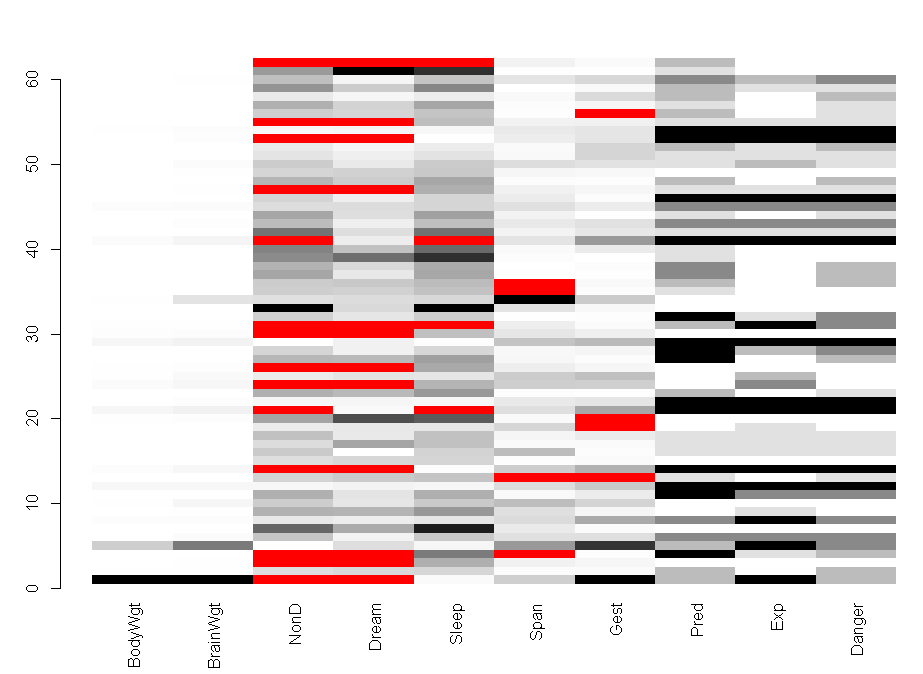 60
50
40
30
20
10
0
BodyWgt
BrainWgt
NonD
Dream
Sleep
Span
Gest
Pred
Exp
Danger